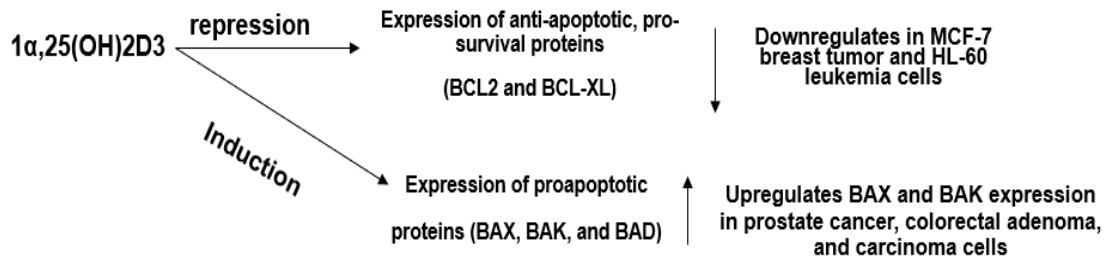 1α,25(OH)2D3
repression
Expression of anti-apoptotic, pro-
survival proteins
(BCL2 and BCL-XL)
Downregulates in MCF-7
breast tumor and HL-60
leukemia cells
Induction
Expression of proapoptotic
proteins (BAX, BAK, and BAD)
Upregulates BAX and BAK expression
in prostate cancer, colorectal adenoma,
and carcinoma cells